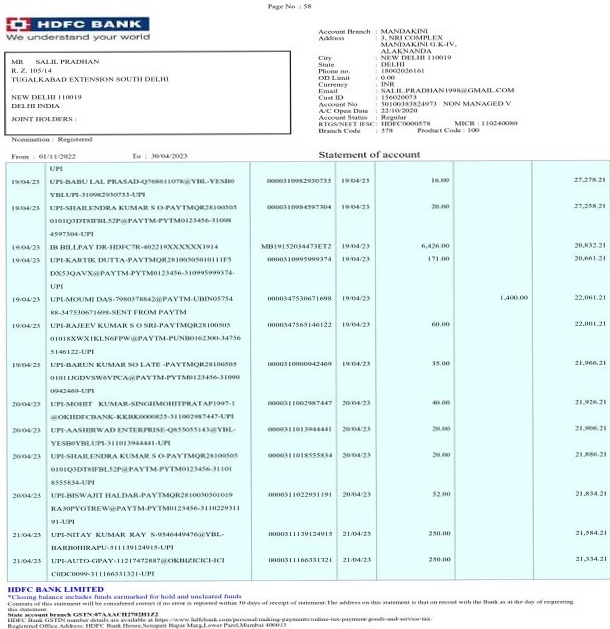 Page No .: 58
HDFC BANK
We understand your world
MR SALIL PRADHAN
R. Z. 105/14
TUGALKABAD EXTENSION SOUTH DELHI
NEW DELHI 110019
DELHI INDIA
JOINT HOLDERS :
Account Branch : MANDAKINI
Address : 3, NRI COMPLEX
MANDAKINI G.K-IV,
ALAKNANDA
City : NEW DELHI 110019
State : DELHI
Phone no. : 18002026161
OD Limit : 0.00
Currency : INR
Email : SALIL.PRADHAN1998@GMAIL.COM
Cust ID : 156020073
Account No : 50100383824973 NON MANAGED V
A/C Open Date : 22/10/2020
Account Status : Regular
RTGS/NEFT IFSC: HDFC0000578 MICR : 110240080
Branch Code : 578 Product Code : 100
Nomination : Registered
From : 01/11/2022 To : 30/04/2023 Statement of account
UPI
19/04/23 UPI-BABU LAL PRASAD-Q768611078@YBL-YESB0 0000310982930733 19/04/23 16.00 27,278.21
YBLUPI-310982930733-UPI
19/04/23 UPI-SHAILENDRA KUMAR S O-PAYTMQR28100505 0000310984597304 19/04/23 20.00 27,258.21
0101Q3DT8IFBL52P@PAYTM-PYTM0123456-31098
4597304-UPI
19/04/23 IB BILLPAY DR-HDFC7R-402219XXXXXX1914 MB19152034473ET2 19/04/23 6,426.00 20,832.21
19/04/23 UPI-KARTIK DUTTA-PAYTMQR28100505010111F5 0000310995999374 19/04/23 171.00 20,661.21
DX53QAVX@PAYTM-PYTM0123456-310995999374-
UPI
19/04/23 UPI-MOUMI DAS-7980378842@PAYTM-UBIN05754 0000347530671698 19/04/23 1,400.00 22,061.21
88-347530671698-SENT FROM PAYTM
19/04/23 UPI-RAJEEV KUMAR S O SRI-PAYTMQR28100505 0000347565146122 19/04/23 60.00 22,001.21
01018XWX1KLN6FPW@PAYTM-PUNB0162300-34756
5146122-UPI
19/04/23 UPI-BARUN KUMAR SO LATE -PAYTMQR28100505 0000310900942469 19/04/23 35.00 21,966.21
01011JGDVSW6VPCA@PAYTM-PYTM0123456-31090
0942469-UPI
20/04/23 UPI-MOHIT KUMAR-SINGHMOHITPRATAP1997-1 0000311002987447 20/04/23 40.00 21,926.21
@OKHDFCBANK-KKBK0000825-311002987447-UPI
20/04/23 UPI-AASHIRWAD ENTERPRISE-Q855055143@YBL- 0000311013944441 20/04/23 20.00 21,906.21
YESB0YBLUPI-311013944441-UPI
20/04/23 UPI-SHAILENDRA KUMAR S O-PAYTMQR28100505 0000311018555834 20/04/23 20.00 21,886.21
0101Q3DT8IFBL52P@PAYTM-PYTM0123456-31101
8555834-UPI
20/04/23 UPI-BISWAJIT HALDAR-PAYTMQR2810050501019 0000311022931191 20/04/23 52.00 21,834.21
RA30PYGTREW@PAYTM-PYTM0123456-3110229311
91-UPI
21/04/23 UPI-NITAY KUMAR RAY S-9546449476@YBL- 0000311139124915 21/04/23 250.00 21,584.21
BARB0HIRAPU-311139124915-UPI
21/04/23 UPI-AUTO-GPAY-11217472887@OKBIZICICI-ICI 0000311166331321 21/04/23 250.00 21,334.21
C0DC0099-311166331321-UPI
HDFC BANK LIMITED
*Closing balance includes funds earmarked for hold and uncleared funds
Contents of this statement will be considered correct if no error is reported within 30 days of receipt of statement.The address on this statement is that on record with the Bank as at the day of requesting
this statement.
State account branch GSTN:07AAACH2702H1Z2
HDFC Bank GSTIN number details are available at https://www.hdfcbank.com/personal/making-payments/online-tax-payment/goods-and-service-tax.
Registered Office Address: HDFC Bank House,Senapati Bapat Marg,Lower Parel,Mumbai 400013